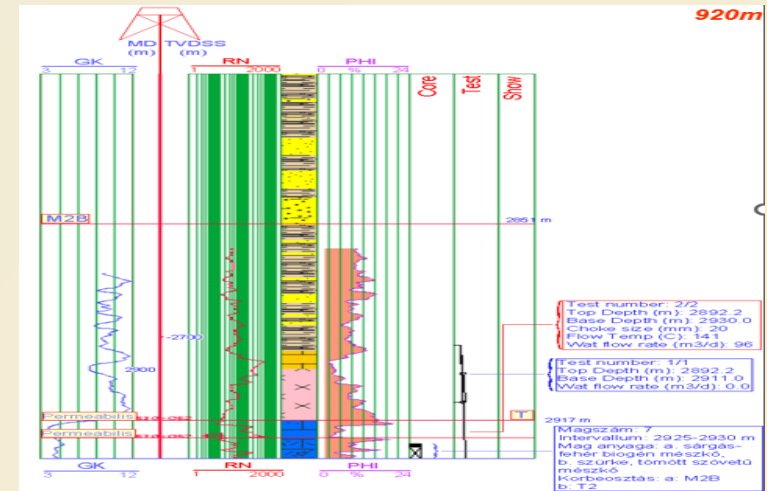 920m
MD TVDSS
(m) (m)
GK
3 12
RN
1 2000
PHI
0 % 24
Core
Test
Show
M2B
2851 m
-2700
2900
Test number: 2/2
Top Depth (m): 2892.2
Base Depth (m): 2930.0
Choke size (mm): 20
Flow Temp (C): 141
Wat flow rate (m3/d): 96
Test number: 1/1
Top Depth (m): 2892.2
Base Depth (m): 2911.0
Wat flow rate (m3/d): 0.0
T
2917 m
Permeabilis
Permeabilis
Magszám: 7
Intervallum: 2925-2930 m
Mag anyaga: a. sárgás-
fehér biogén mészkő,
b. szürke, tömött szövetű
mészkő
Korbeosztás: a: M2B
b: T2
GK
3 12
RN
1 2000
PHI
0 % 24